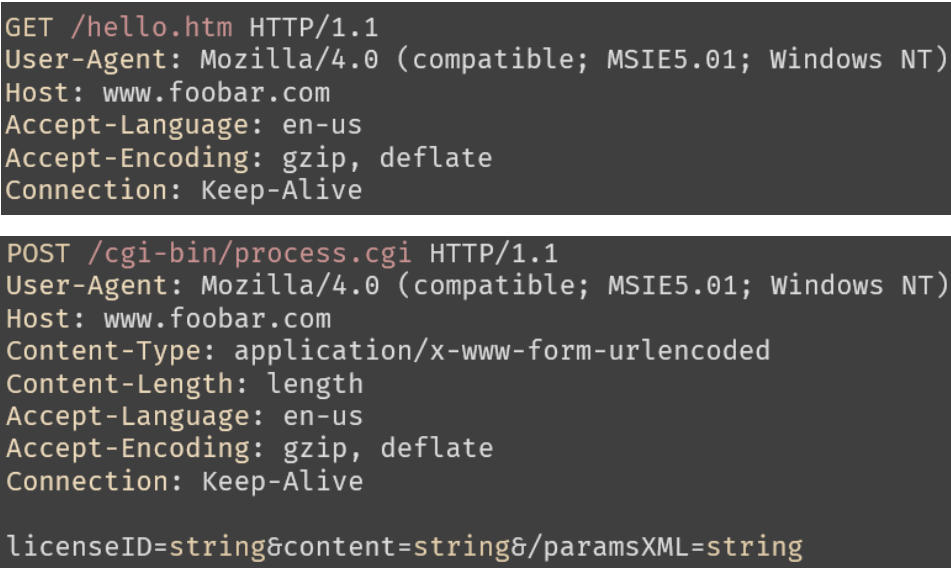 GET /hello.htm HTTP/1.1
User-Agent: Mozilla/4.0 (compatible; MSIE5.01; Windows NT)
Host: www.foobar.com
Accept-Language: en-us
Accept-Encoding: gzip, deflate
Connection: Keep-Alive
POST /cgi-bin/process.cgi HTTP/1.1
User-Agent: Mozilla/4.0 (compatible; MSIE5.01; Windows NT)
Host: www.foobar.com
Content-Type: application/x-www-form-urlencoded
Content-Length: length
Accept-Language: en-us
Accept-Encoding: gzip, deflate
Connection: Keep-Alive
licenseID=string&content=string&/paramsXML=string